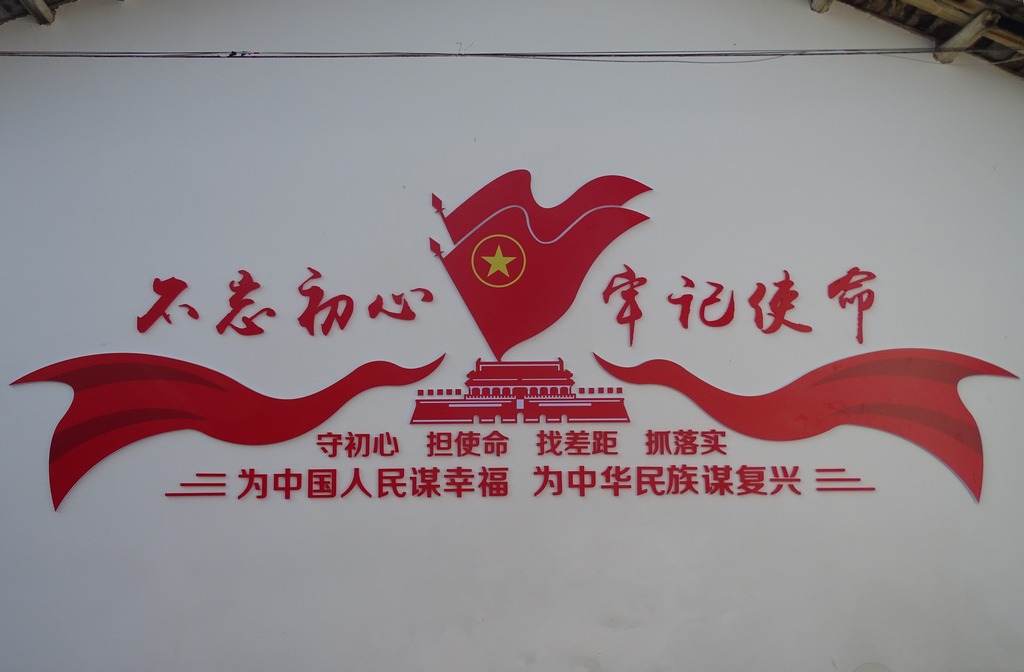 不忘初心 牢记使命
守初心 担使命 找差距 抓落实
为中国人民谋幸福 为中华民族谋复兴